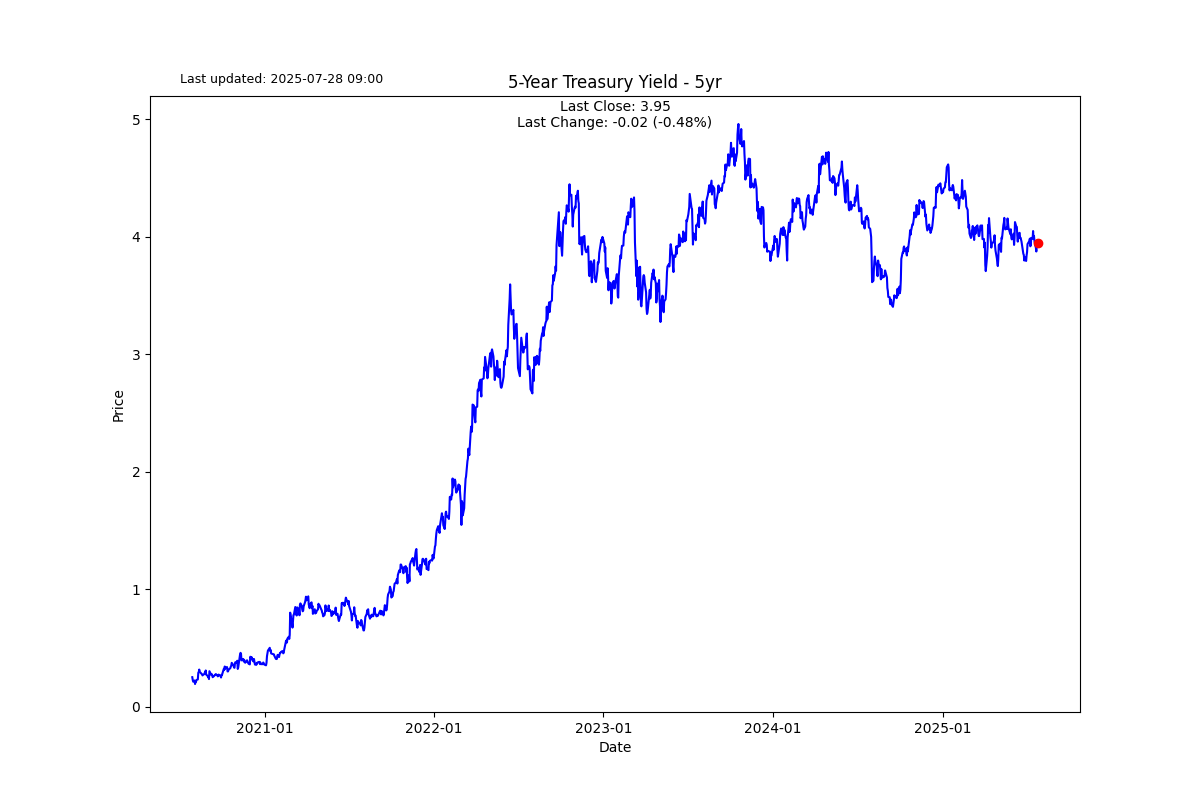 Last updated: 2025-07-28 09:00
5-Year Treasury Yield - 5yr
Last Close: 3.95
Last Change: -0.02 (-0.48%)
5
4
3
2
1
0
Price
2021-01
2022-01
2023-01
2024-01
2025-01
Date